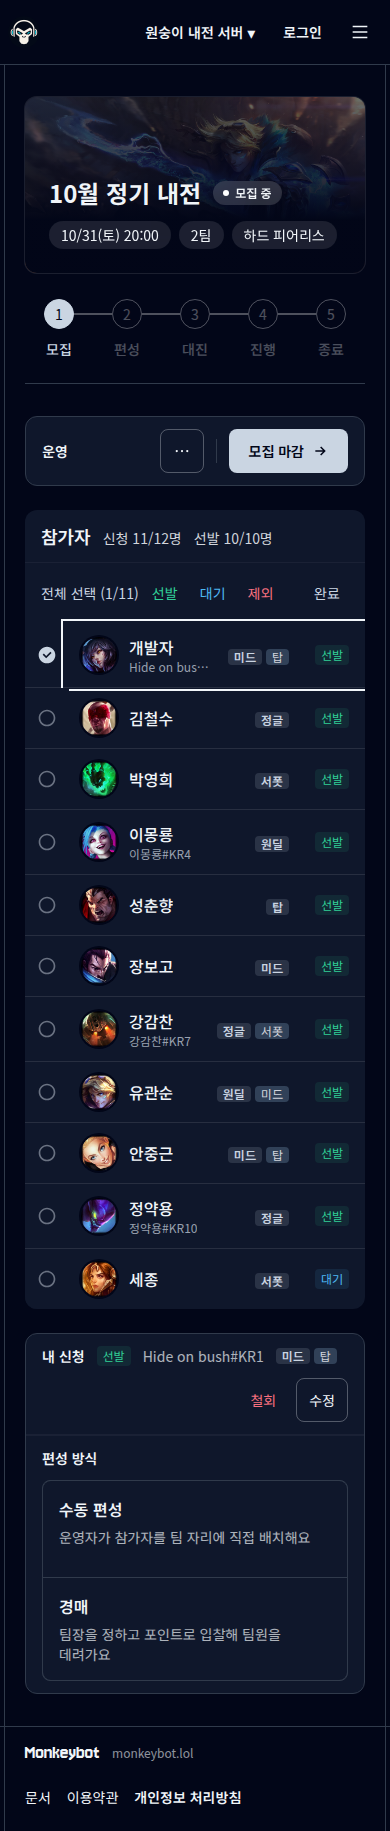 원숭이 내전 서버 ▾ 로그인
10월 정기 내전 모집 중
10/31(토) 20:00 2팀 하드 피어리스
1 2 3 4 5
모집 편성 대진 진행 종료
운영 ... 모집 마감 →
참가자 신청 11/12명 선발 10/10명
전체 선택 (1/11) 선발 대기 제외 완료
개발자 미드 탑 선발
Hide on bus...
김철수 정글 선발
박영희 서폿 선발
이몽룡 원딜 선발
이몽룡#KR4
성춘향 탑 선발
장보고 미드 선발
강감찬 정글 서폿 선발
강감찬#KR7
유관순 원딜 미드 선발
안중근 미드 탑 선발
정약용 정글 선발
정약용#KR10
세종 서폿 대기
내 신청 선발 Hide on bush#KR1 미드 탑
철회 수정
편성 방식
수동 편성
운영자가 참가자를 팀 자리에 직접 배치해요
경매
팀장을 정하고 포인트로 입찰해 팀원을
데려가요
Monkeybot monkeybot.lol
문서 이용약관 개인정보 처리방침